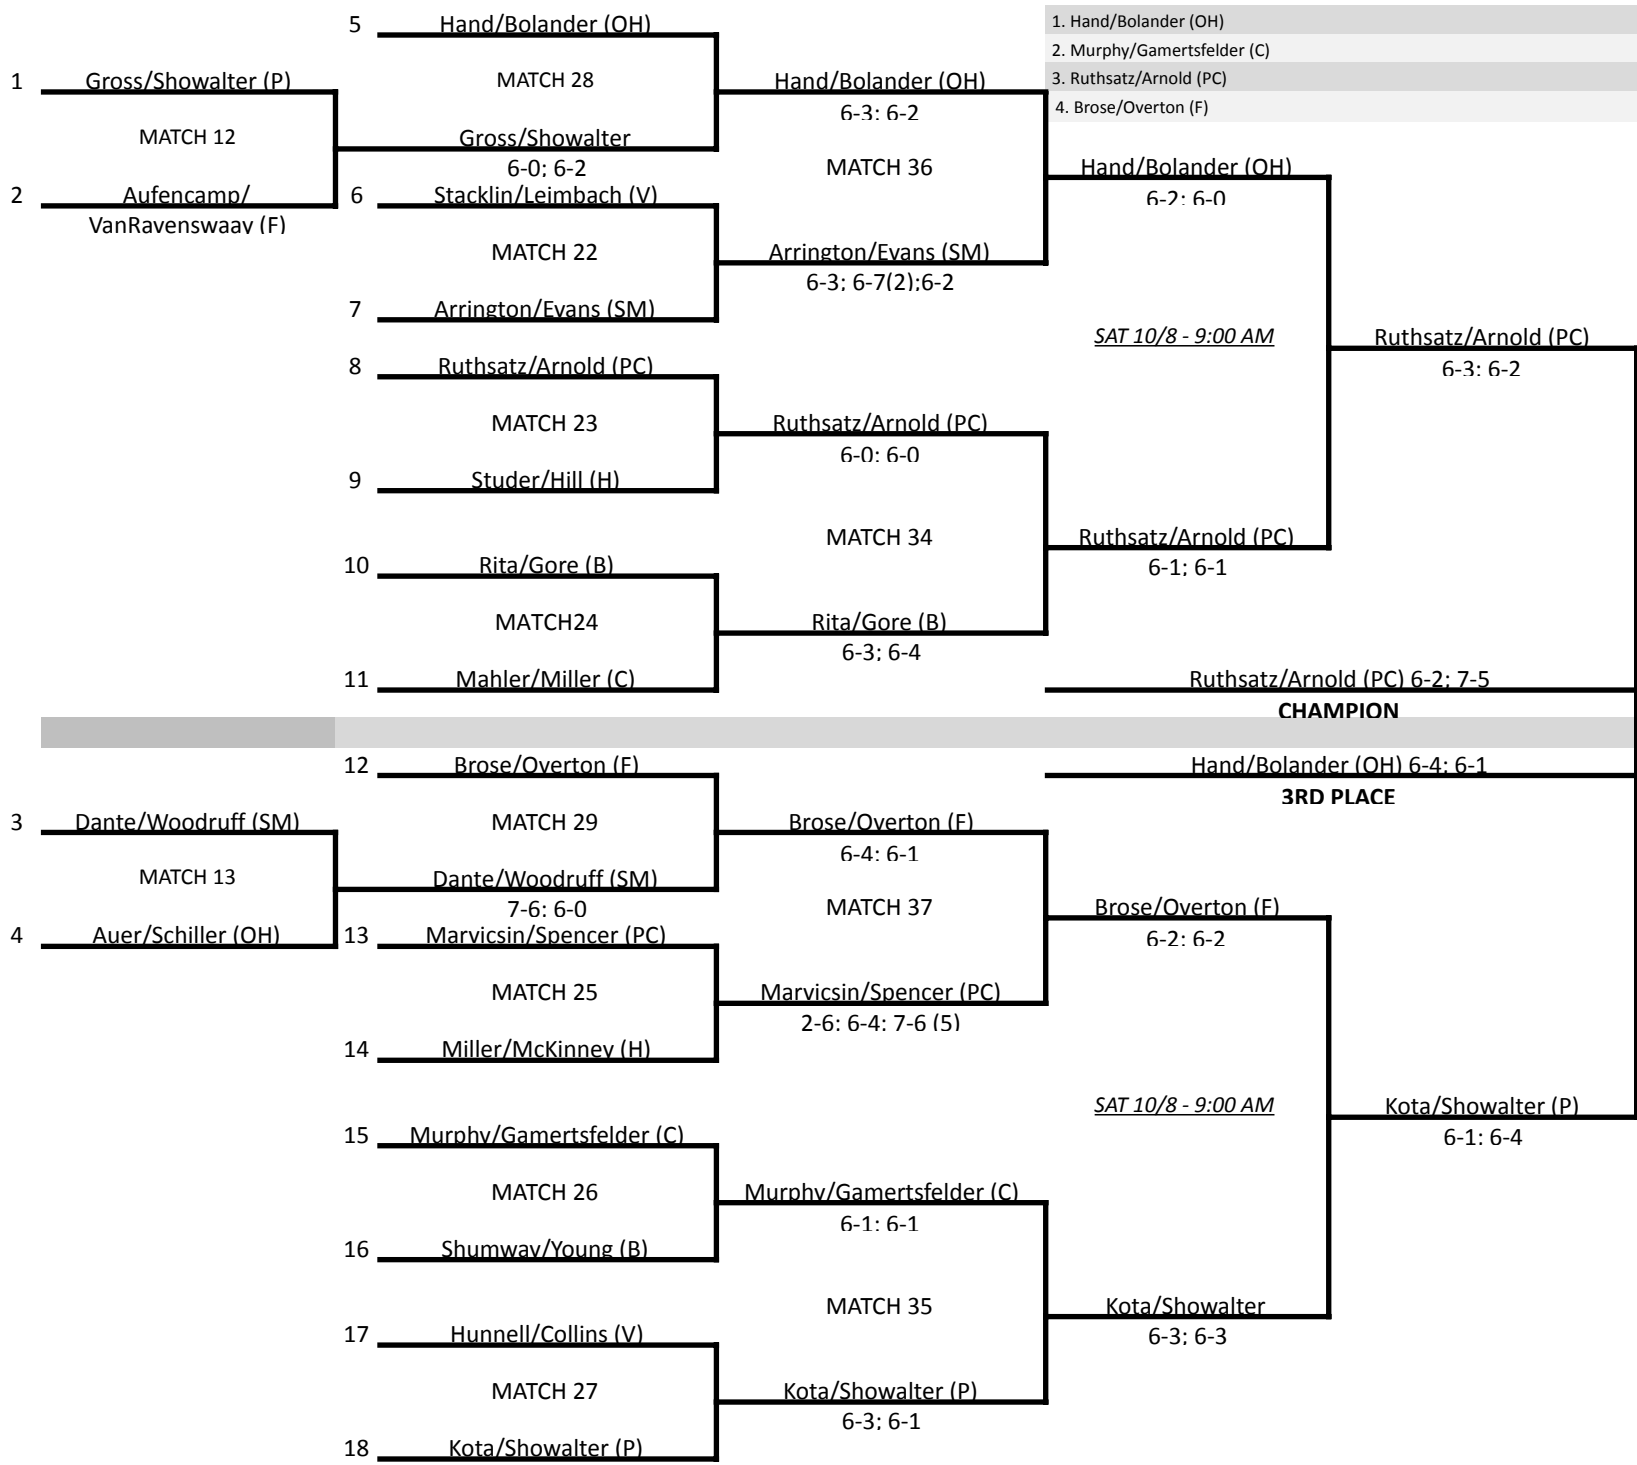 5 Hand/Bolander (OH)
1. Hand/Bolander (OH)
2. Murphy/Gamertsfelder (C)
3. Ruthsatz/Arnold (PC)
4. Brose/Overton (F)
1 Gross/Showalter (P)
MATCH 28
Hand/Bolander (OH)
6-3; 6-2
MATCH 12
Gross/Showalter
6-0; 6-2
MATCH 36
Hand/Bolander (OH)
6-2; 6-0
2 Aufencamp/
VanRavenswaay (F)
6 Stacklin/Leimbach (V)
MATCH 22
Arrington/Evans (SM)
6-3; 6-7(2);6-2
7 Arrington/Evans (SM)
SAT 10/8 - 9:00 AM
Ruthsatz/Arnold (PC)
6-3; 6-2
8 Ruthsatz/Arnold (PC)
MATCH 23
Ruthsatz/Arnold (PC)
6-0; 6-0
9 Studer/Hill (H)
MATCH 34
Ruthsatz/Arnold (PC)
6-1; 6-1
10 Rita/Gore (B)
MATCH24
Rita/Gore (B)
6-3; 6-4
11 Mahler/Miller (C)
Ruthsatz/Arnold (PC) 6-2; 7-5
CHAMPION
12 Brose/Overton (F)
Hand/Bolander (OH) 6-4; 6-1
3RD PLACE
3 Dante/Woodruff (SM)
MATCH 29
Brose/Overton (F)
6-4; 6-1
MATCH 13
Dante/Woodruff (SM)
7-6; 6-0
MATCH 37
Brose/Overton (F)
6-2; 6-2
4 Auer/Schiller (OH)
13 Marvicsin/Spencer (PC)
MATCH 25
Marvicsin/Spencer (PC)
2-6; 6-4; 7-6 (5)
14 Miller/McKinney (H)
SAT 10/8 - 9:00 AM
Kota/Showalter (P)
6-1; 6-4
15 Murphy/Gamertsfelder (C)
MATCH 26
Murphy/Gamertsfelder (C)
6-1; 6-1
16 Shumway/Young (B)
MATCH 35
Kota/Showalter
6-3; 6-3
17 Hunnell/Collins (V)
MATCH 27
Kota/Showalter (P)
6-3; 6-1
18 Kota/Showalter (P)